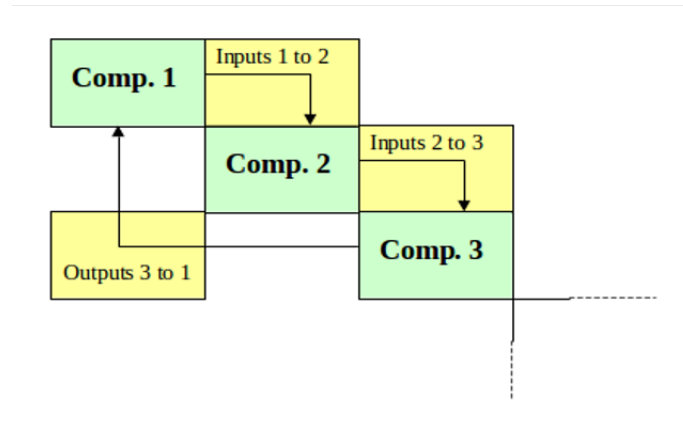 Comp. 1
Inputs 1 to 2
Comp. 2
Inputs 2 to 3
Comp. 3
Outputs 3 to 1